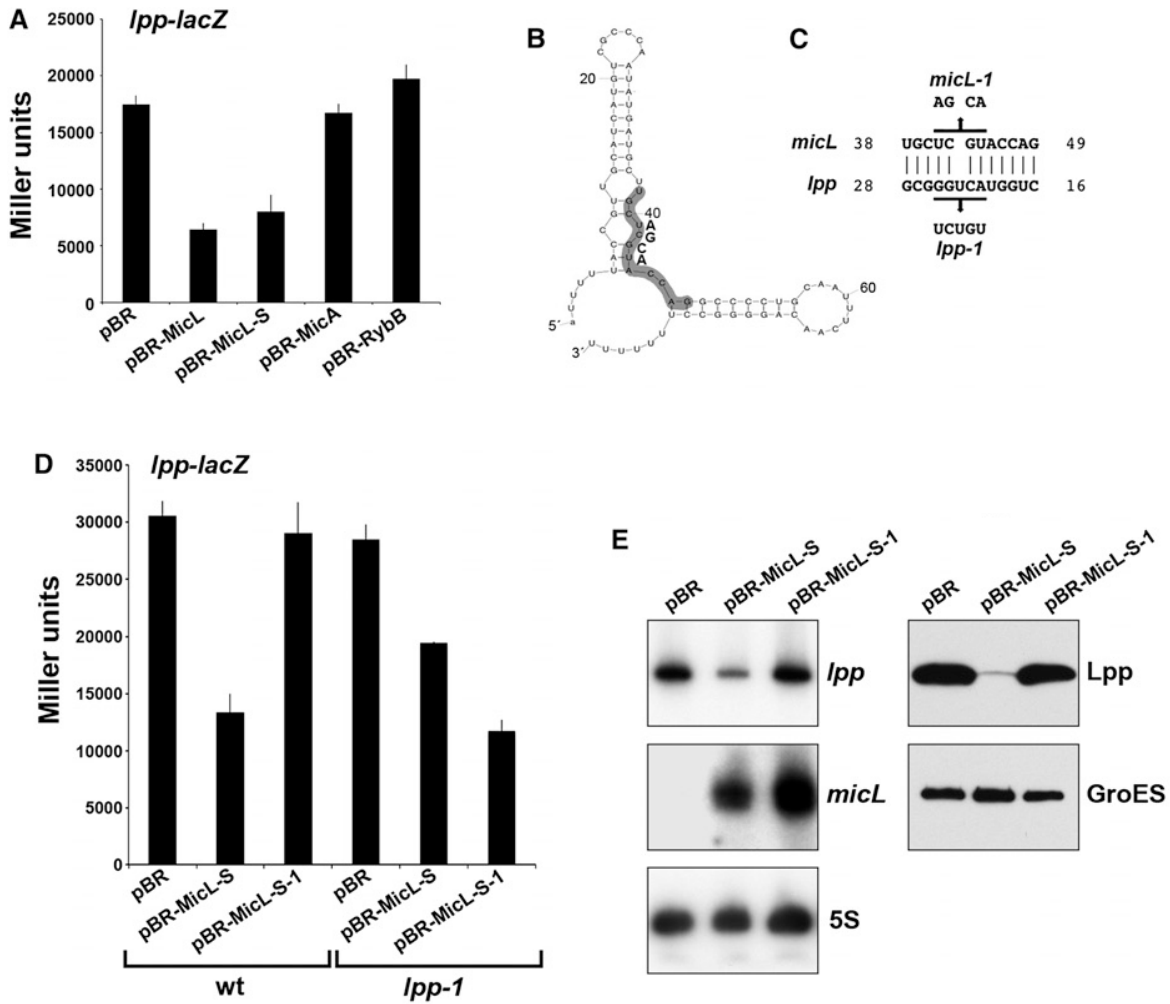 A
lpp-lacZ
Miller units
25000
20000
15000
10000
5000
0
pBR
pBR-MicL
pBR-MicL-S
pBR-MicA
pBR-RybB
B
20
40
60
AGCA
5´
3´
C
micL-1
AG CA
micL 38 UGCUC GUACCAG 49
lpp 28 GCGGGUCAUGGUC 16
UCUGU
lpp-1
D
lpp-lacZ
Miller units
35000
30000
25000
20000
15000
10000
5000
0
pBR
pBR-MicL-S
pBR-MicL-S-1
pBR
pBR-MicL-S
pBR-MicL-S-1
wt
lpp-1
E
pBR
pBR-MicL-S
pBR-MicL-S-1
lpp
micL
5S
pBR
pBR-MicL-S
pBR-MicL-S-1
Lpp
GroES